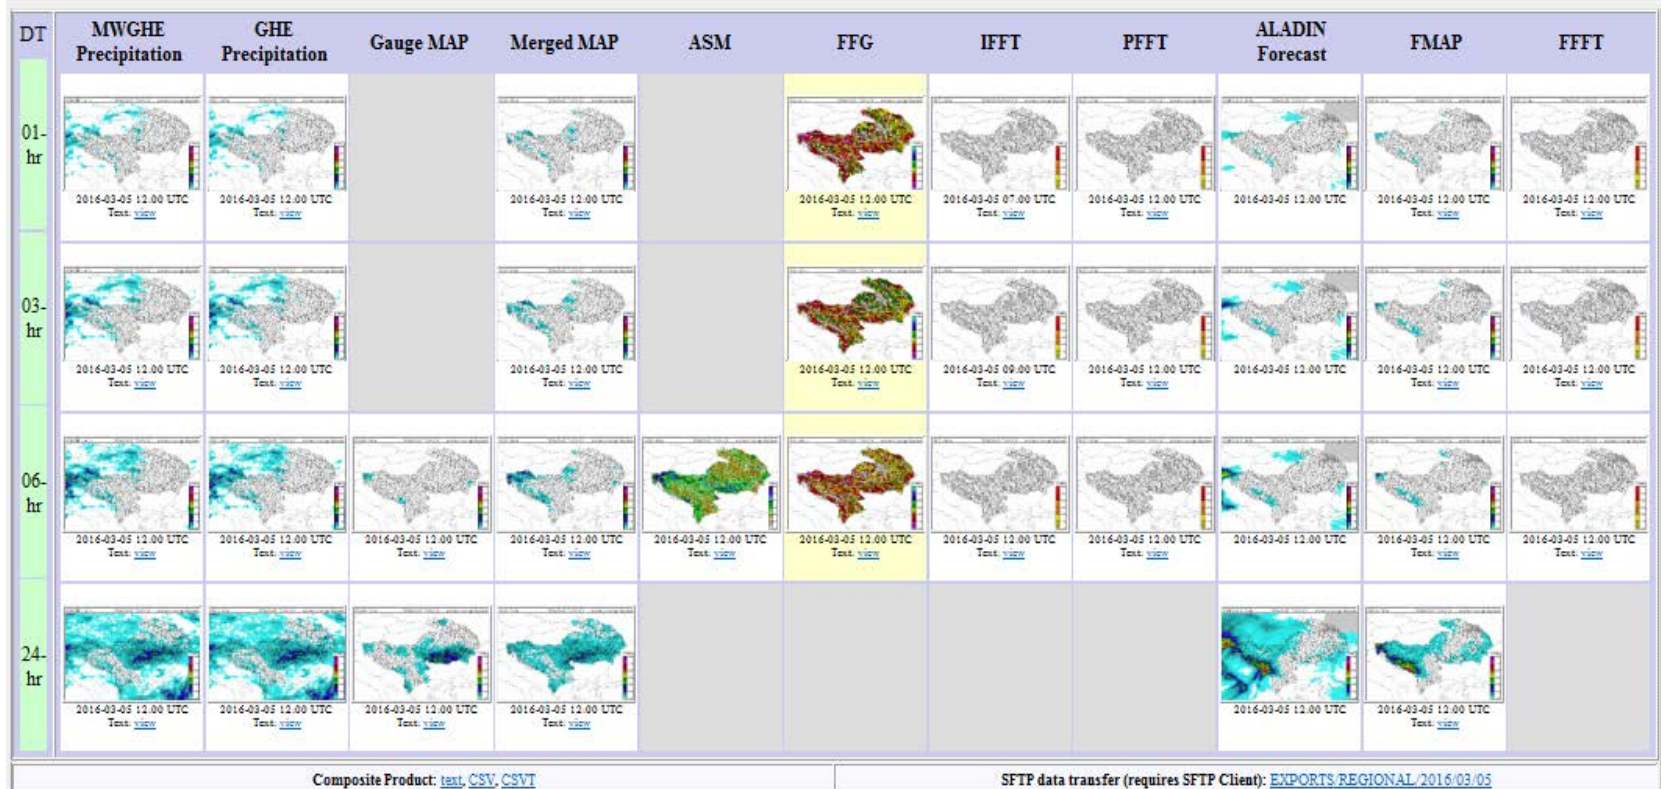 DT
MWGHE
Precipitation
GHE
Precipitation
Gauge MAP
Merged MAP
ASM
FFG
IFFT
PFFT
ALADIN
Forecast
FMAP
FFFT
01-
hr
2016-03-05 12:00 UTC
Text: view
2016-03-05 12:00 UTC
Text: view
2016-03-05 12:00 UTC
Text: view
2016-03-05 12:00 UTC
Text: view
2016-03-05 07:00 UTC
Text: view
2016-03-05 12:00 UTC
Text: view
2016-03-05 12:00 UTC
2016-03-05 12:00 UTC
Text: view
2016-03-05 12:00 UTC
Text: view
03-
hr
2016-03-05 12:00 UTC
Text: view
2016-03-05 12:00 UTC
Text: view
2016-03-05 12:00 UTC
Text: view
2016-03-05 12:00 UTC
Text: view
2016-03-05 09:00 UTC
Text: view
2016-03-05 12:00 UTC
Text: view
2016-03-05 12:00 UTC
2016-03-05 12:00 UTC
Text: view
2016-03-05 12:00 UTC
Text: view
06-
hr
2016-03-05 12:00 UTC
Text: view
2016-03-05 12:00 UTC
Text: view
2016-03-05 12:00 UTC
Text: view
2016-03-05 12:00 UTC
Text: view
2016-03-05 12:00 UTC
Text: view
2016-03-05 12:00 UTC
Text: view
2016-03-05 12:00 UTC
Text: view
2016-03-05 12:00 UTC
Text: view
2016-03-05 12:00 UTC
2016-03-05 12:00 UTC
Text: view
2016-03-05 12:00 UTC
Text: view
24-
hr
2016-03-05 12:00 UTC
Text: view
2016-03-05 12:00 UTC
Text: view
2016-03-05 12:00 UTC
Text: view
2016-03-05 12:00 UTC
Text: view
2016-03-05 12:00 UTC
2016-03-05 12:00 UTC
Text: view
Composite Product: text, CSV, CSVT
SFTP data transfer (requires SFTP Client): EXPORTS/REGIONAL/2016/03/05